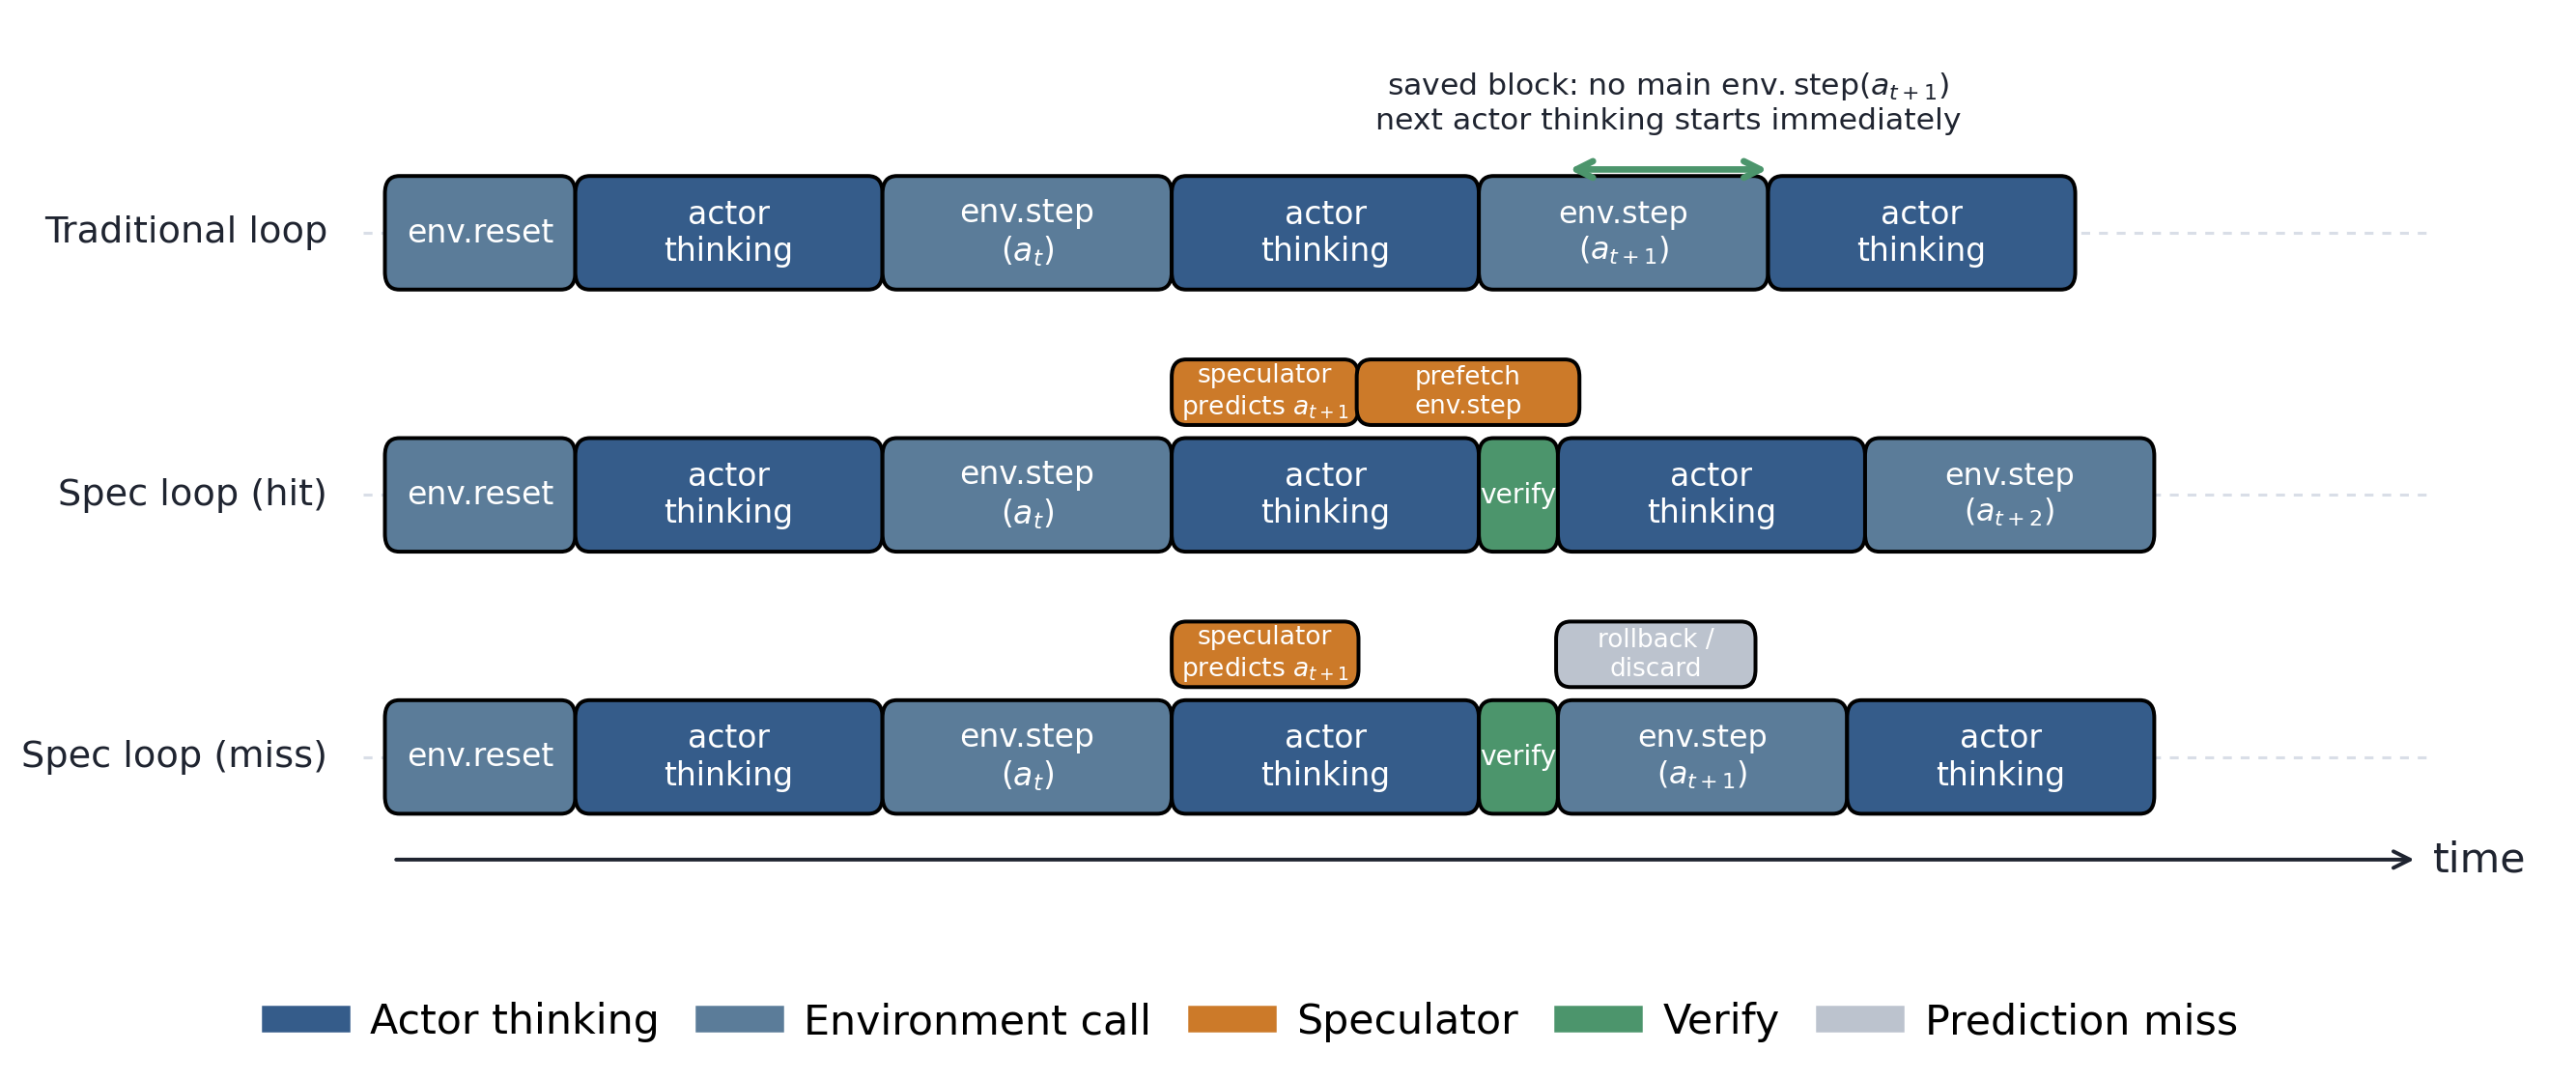 saved block: no main env. step(a_{t+1})
next actor thinking starts immediately
Traditional loop
env.reset
actor
thinking
env.step
(a_t)
actor
thinking
env.step
(a_{t+1})
actor
thinking
speculator
predicts a_{t+1}
prefetch
env.step
Spec loop (hit)
env.reset
actor
thinking
env.step
(a_t)
actor
thinking
verify
actor
thinking
env.step
(a_{t+2})
speculator
predicts a_{t+1}
rollback /
discard
Spec loop (miss)
env.reset
actor
thinking
env.step
(a_t)
actor
thinking
verify
env.step
(a_{t+1})
actor
thinking
time
Actor thinking
Environment call
Speculator
Verify
Prediction miss